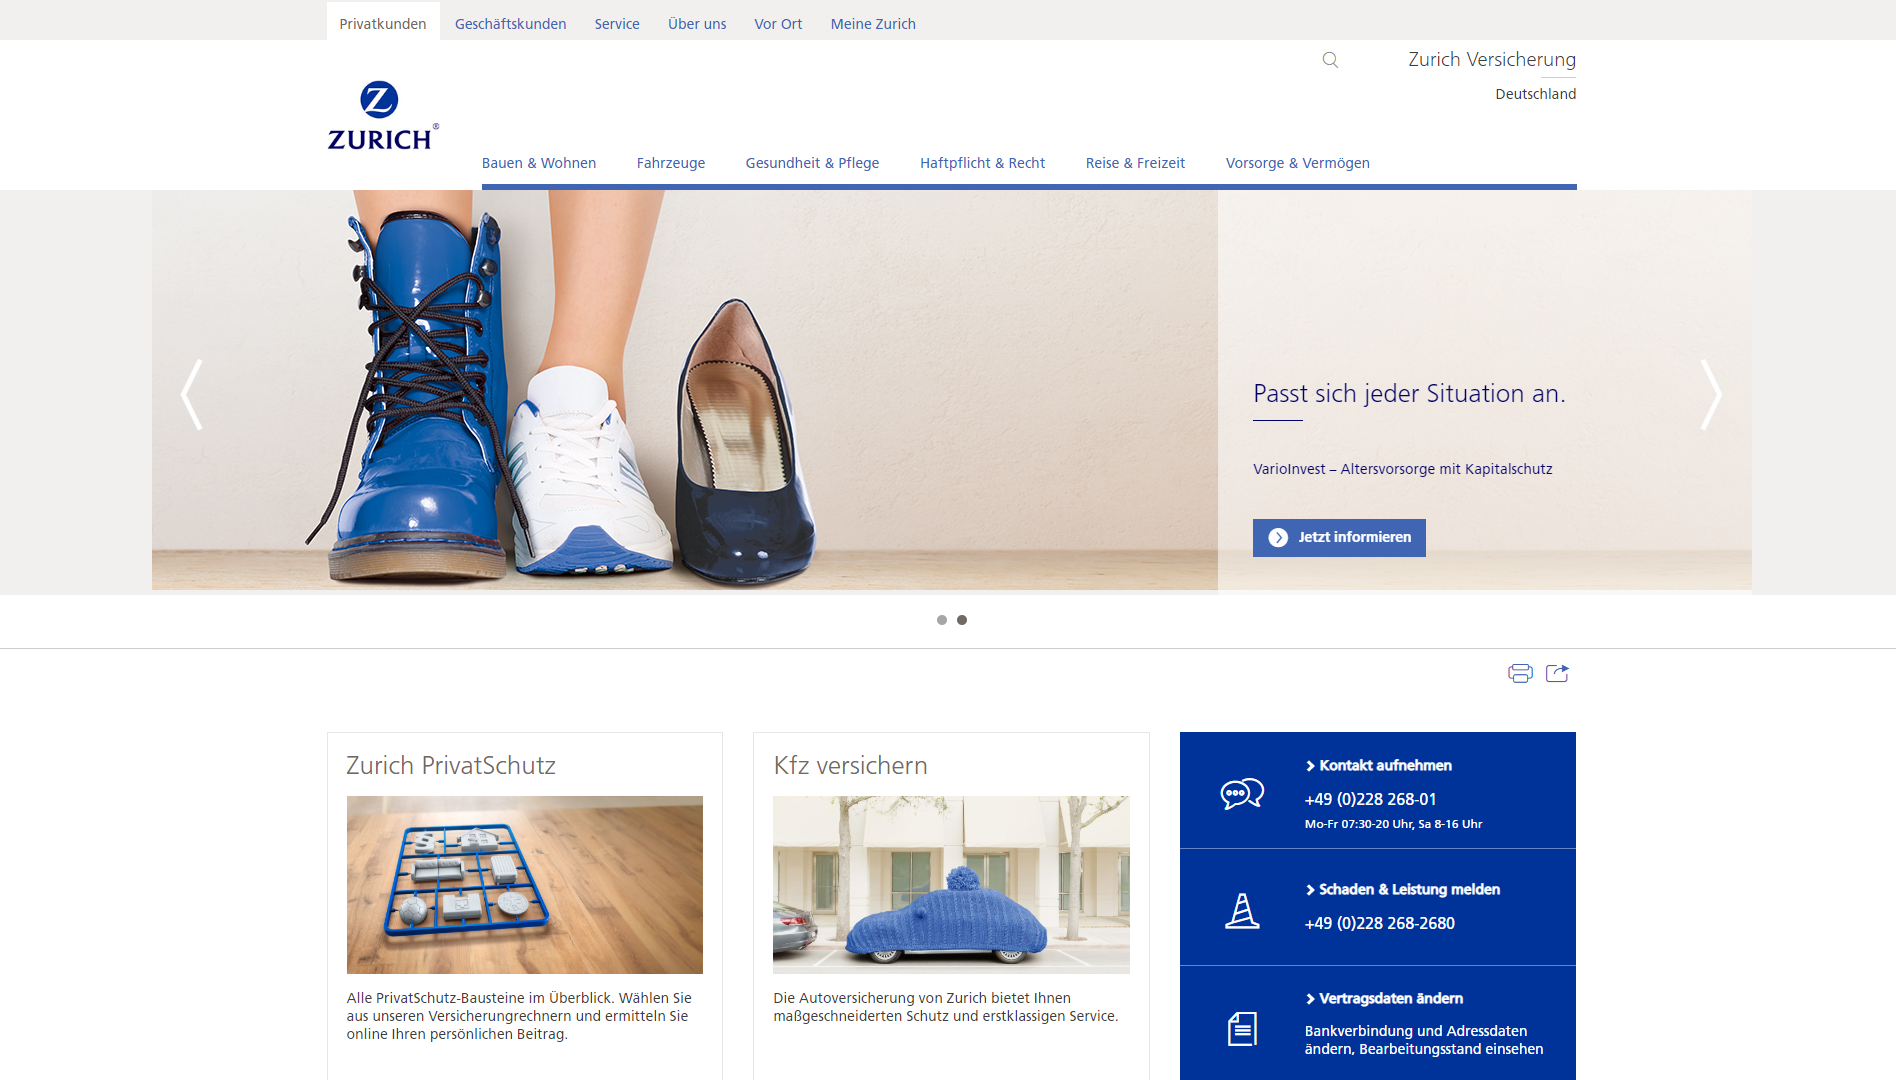 Privatkunden
Geschäftskunden
Service
Über uns
Vor Ort
Meine Zurich
Zurich Versicherung
Deutschland
Z
ZURICH®
Bauen & Wohnen
Fahrzeuge
Gesundheit & Pflege
Haftpflicht & Recht
Reise & Freizeit
Vorsorge & Vermögen
Passt sich jeder Situation an.
VarioInvest – Altersvorsorge mit Kapitalschutz
Jetzt informieren
Zurich PrivatSchutz
Alle PrivatSchutz-Bausteine im Überblick. Wählen Sie
aus unseren Versicherungrechnern und ermitteln Sie
online Ihren persönlichen Beitrag.
Kfz versichern
Die Autoversicherung von Zurich bietet Ihnen
maßgeschneiderten Schutz und erstklassigen Service.
Kontakt aufnehmen
+49 (0)228 268-01
Mo-Fr 07:30-20 Uhr, Sa 8-16 Uhr
Schaden & Leistung melden
+49 (0)228 268-2680
Vertragsdaten ändern
Bankverbindung und Adressdaten
ändern, Bearbeitungsstand einsehen